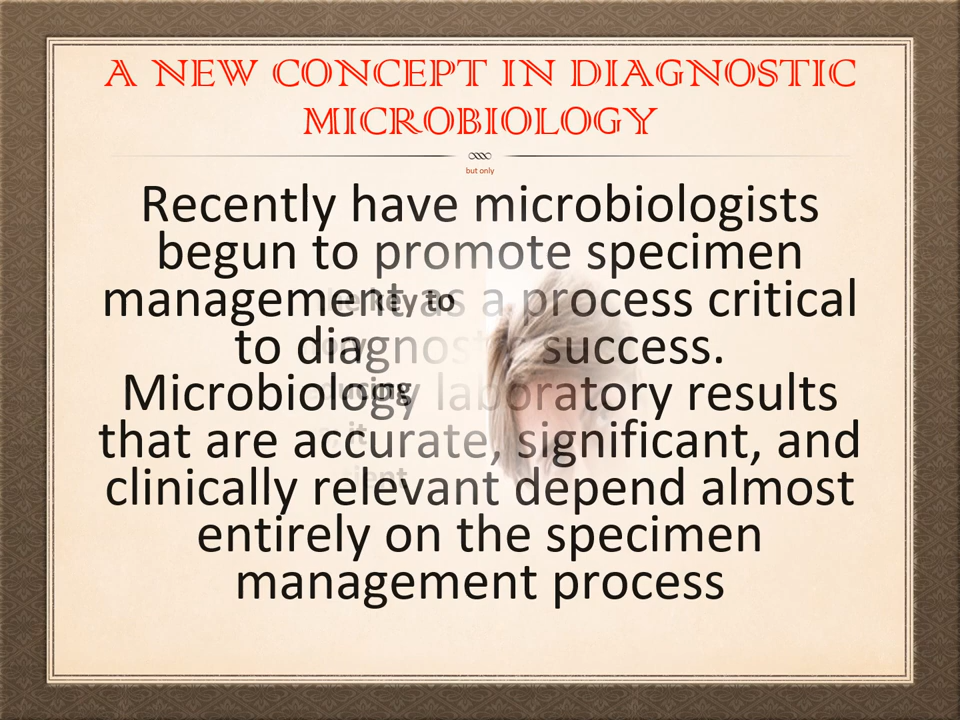 A NEW CONCEPT IN DIAGNOSTIC
MICROBIOLOGY
but only
Recently have microbiologists
begun to promote specimen
management as a process critical
to diagnostic success.
Microbiology laboratory results
that are accurate, significant, and
clinically relevant depend almost
entirely on the specimen
management process
key to